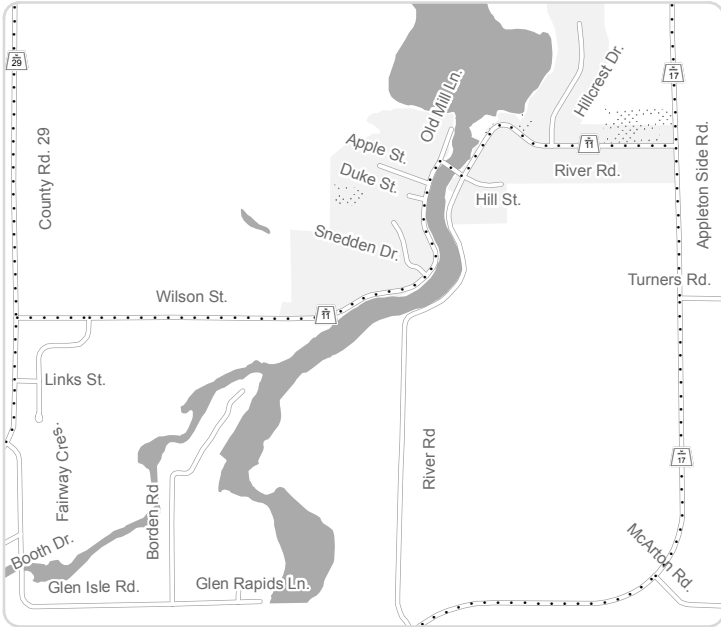 29
17
Hillcrest Dr.
Old Mill Ln.
Apple St.
11
Appleton Side Rd.
County Rd. 29
Duke St.
River Rd.
Hill St.
Snedden Dr.
Turners Rd.
Wilson St.
11
Links St.
River Rd
17
Fairway Cres.
Borden Rd
Booth Dr.
McArton Rd.
Glen Isle Rd.
Glen Rapids Ln.